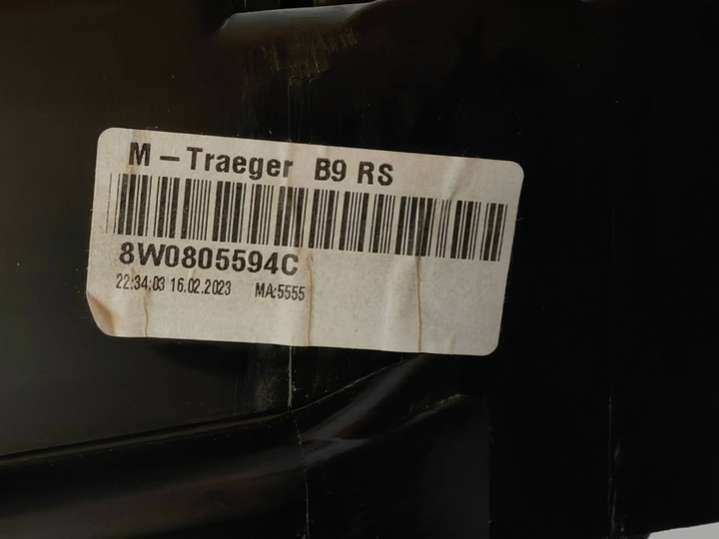 M - Traeger B9 RS
8W0805594C
22:34:03 16.02.2023 MA:5555